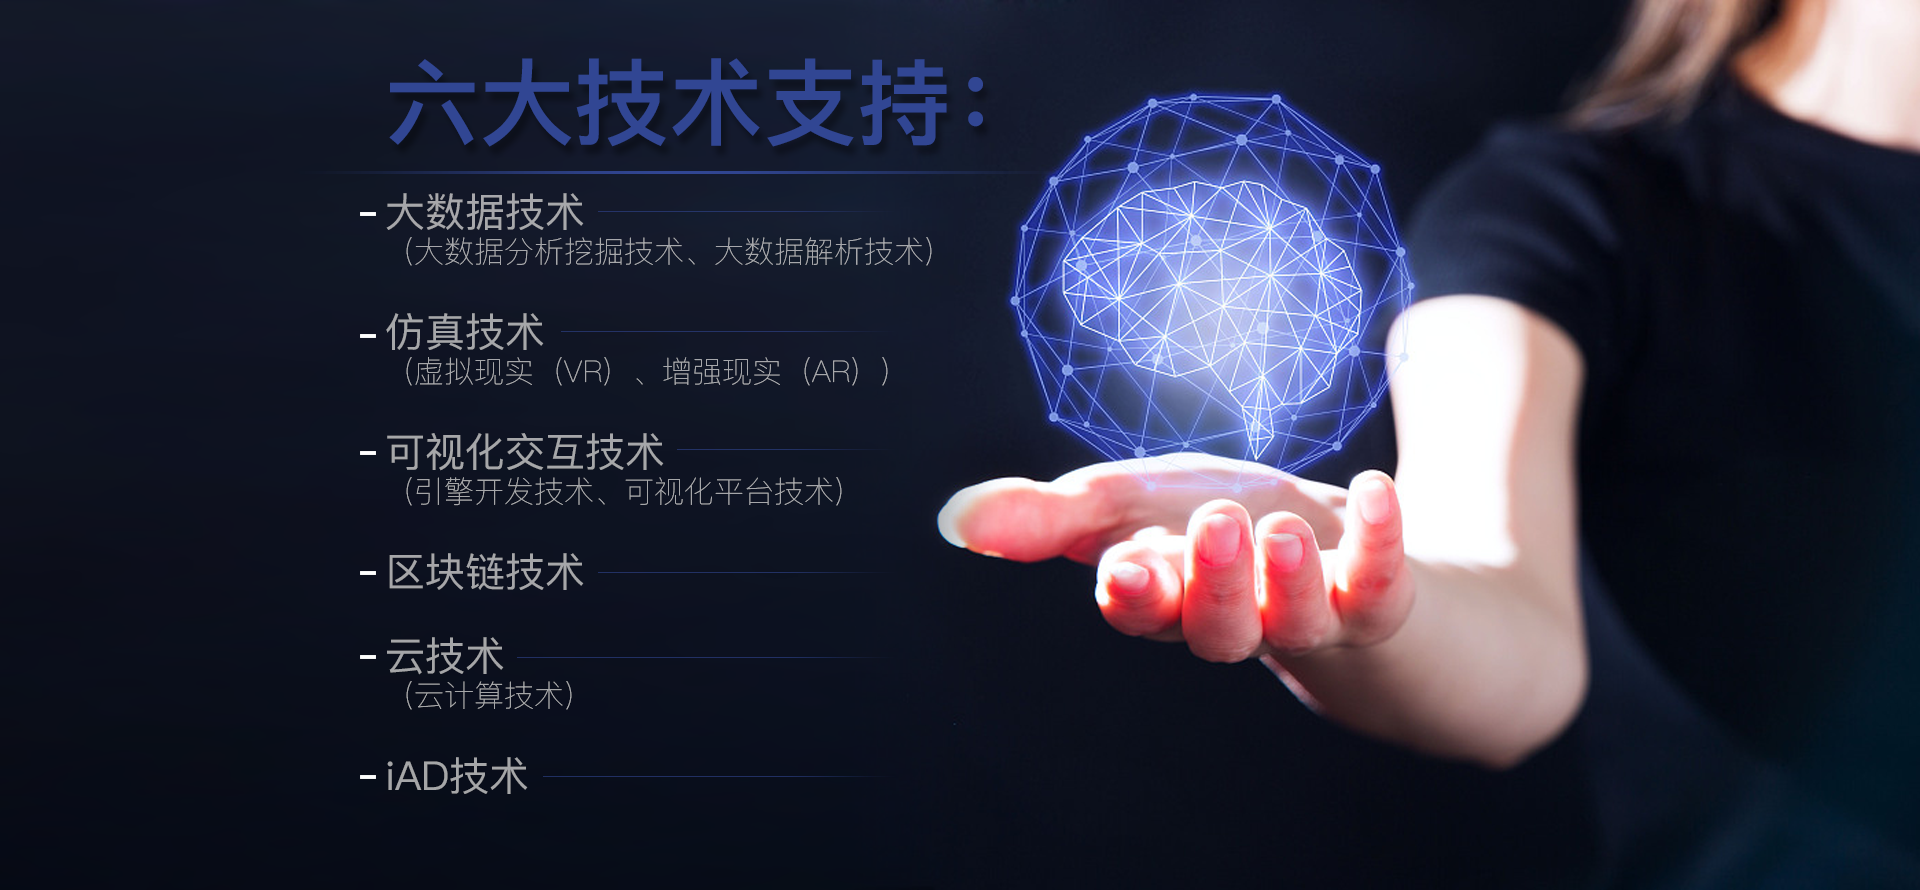 六大技术支持：
- 大数据技术
（大数据分析挖掘技术、大数据解析技术）
- 仿真技术
（虚拟现实（VR）、增强现实（AR））
- 可视化交互技术
（引擎开发技术、可视化平台技术）
- 区块链技术
- 云技术
（云计算技术）
- iAD技术